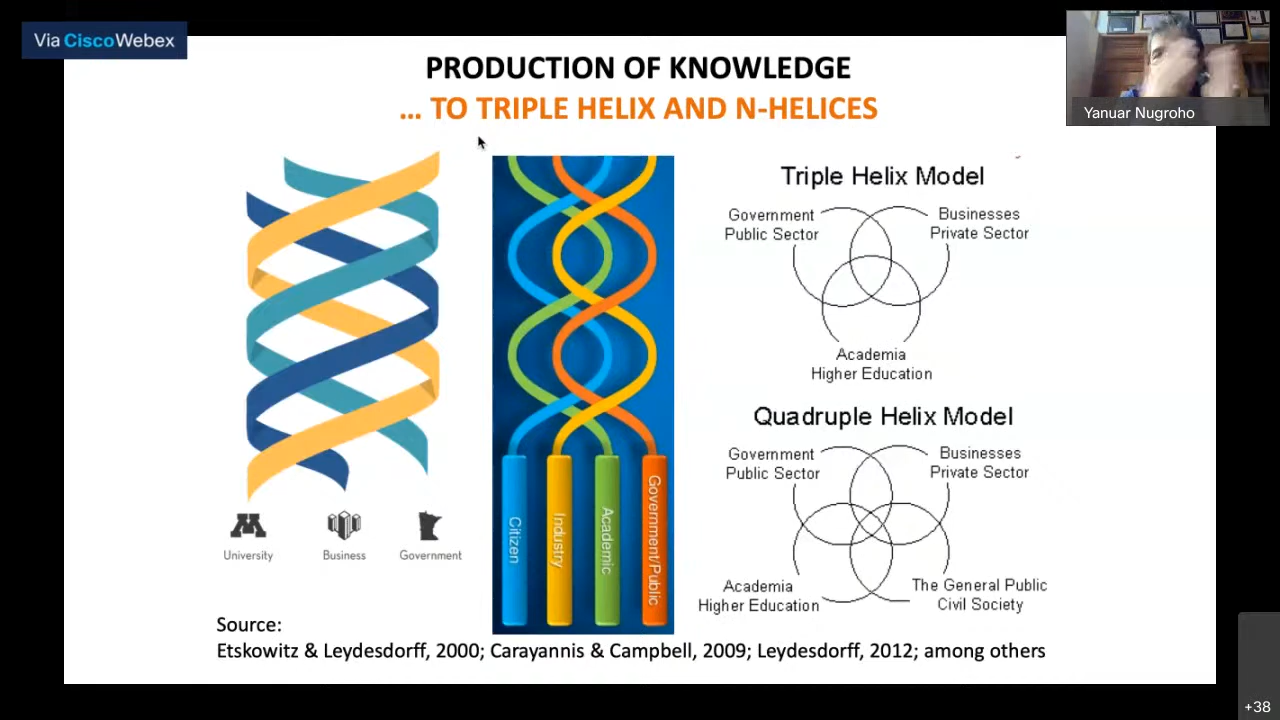 Via CiscoWebex
PRODUCTION OF KNOWLEDGE
... TO TRIPLE HELIX AND N-HELICES
Yanuar Nugroho
University
Business
Government
Citizen
Industry
Academic
Government/Public
Triple Helix Model
Government
Public Sector
Businesses
Private Sector
Academia
Higher Education
Quadruple Helix Model
Government
Public Sector
Businesses
Private Sector
Academia
Higher Education
The General Public
Civil Society
Source:
Etskowitz & Leydesdorff, 2000; Carayannis & Campbell, 2009; Leydesdorff, 2012; among others
+38